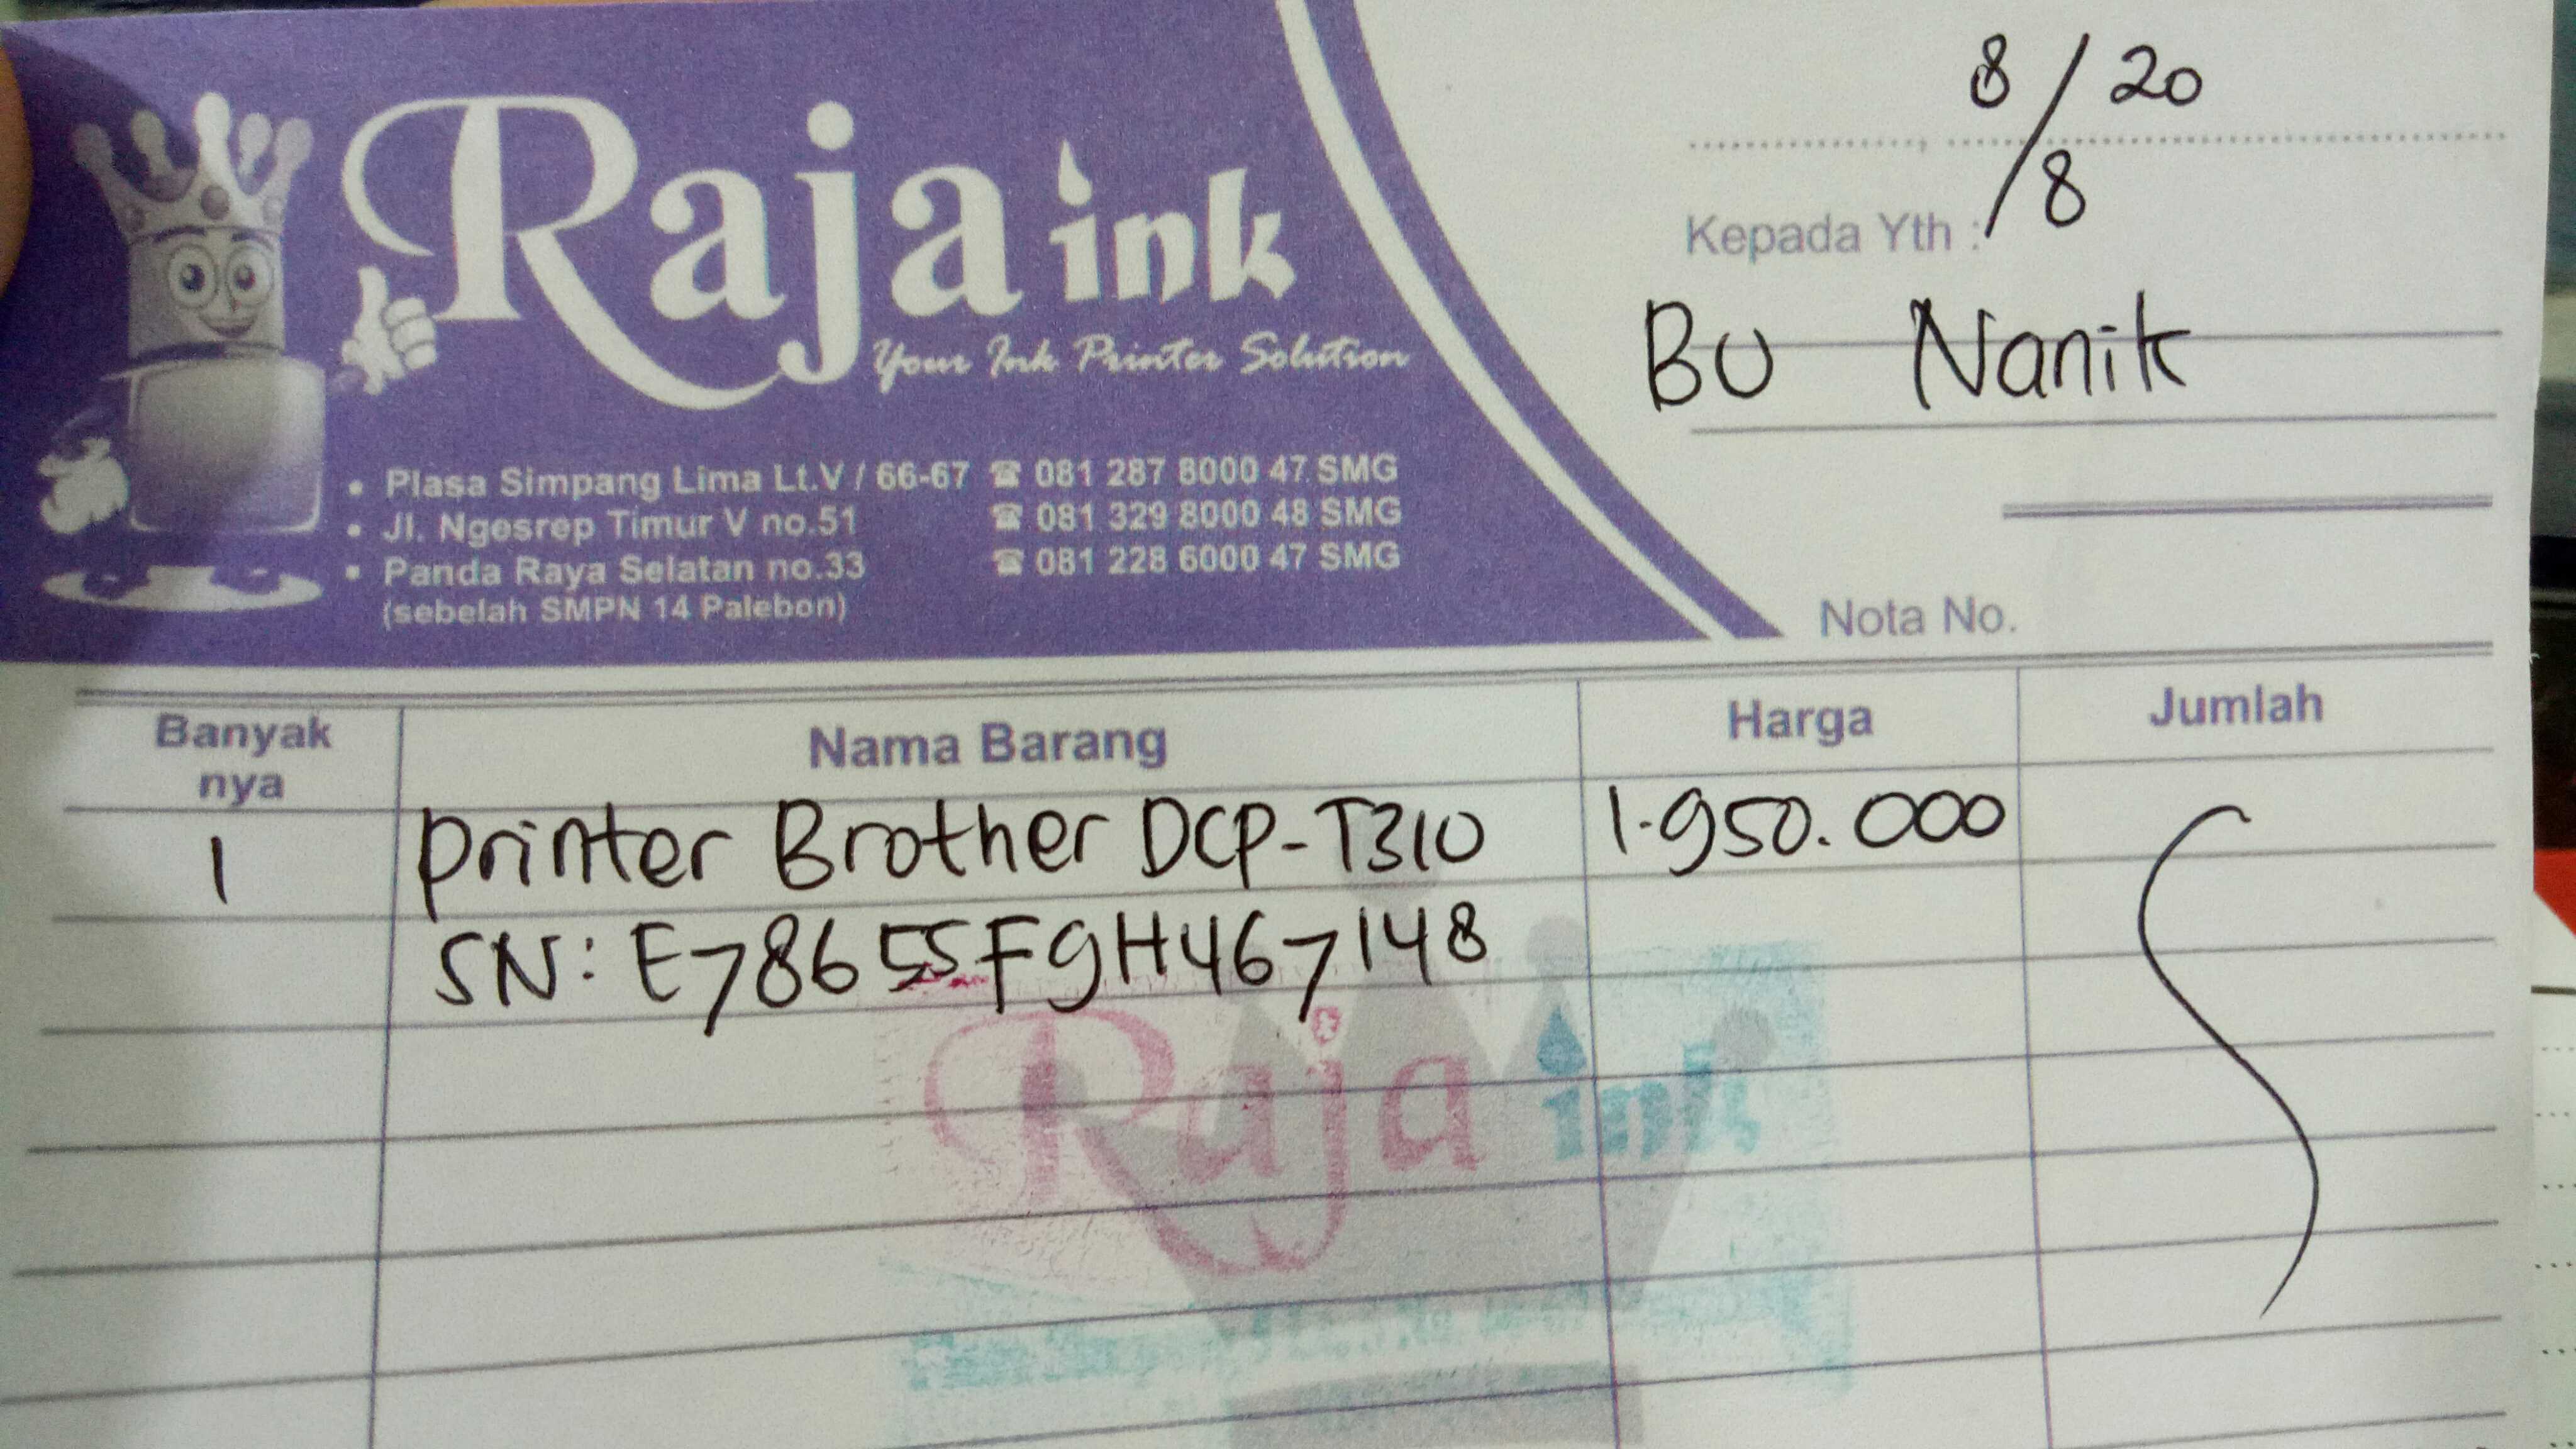 Raja ink
Your Ink Printer Solution
• Plasa Simpang Lima Lt.V / 66-67 ☎ 081 287 8000 47 SMG
• Jl. Ngesrep Timur V no.51 ☎ 081 329 8000 48 SMG
• Panda Raya Selatan no.33 ☎ 081 228 6000 47 SMG
(sebelah SMPN 14 Palebon)
8/8 20
Kepada Yth :
BU Nanik
Nota No.
Banyak nya Nama Barang Harga Jumlah
1 Printer Brother DCP-T310 1.950.000
SN: E78655F9H467148
Raja ink